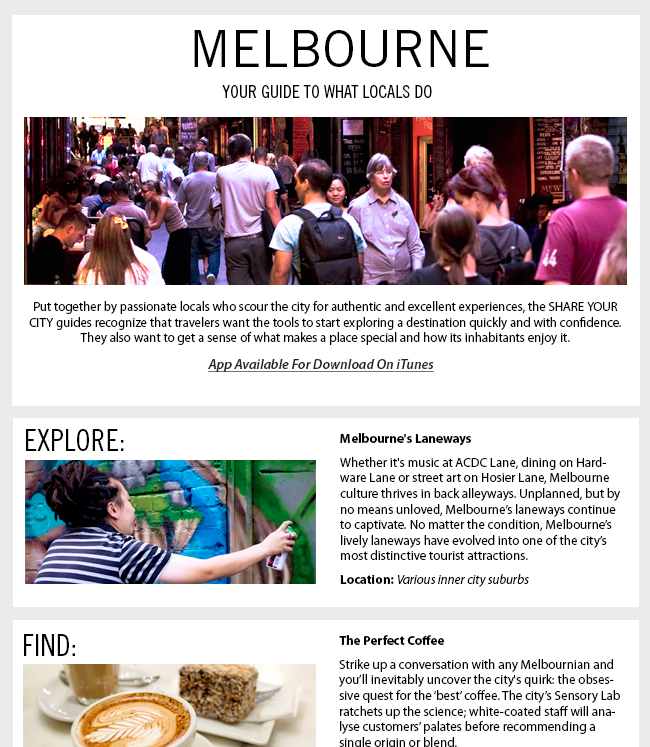 MELBOURNE
YOUR GUIDE TO WHAT LOCALS DO
Put together by passionate locals who scour the city for authentic and excellent experiences, the SHARE YOUR
CITY guides recognize that travelers want the tools to start exploring a destination quickly and with confidence.
They also want to get a sense of what makes a place special and how its inhabitants enjoy it.
App Available For Download On iTunes
EXPLORE:
Melbourne's Laneways
Whether it's music at ACDC Lane, dining on Hard-
ware Lane or street art on Hosier Lane, Melbourne
culture thrives in back alleyways. Unplanned, but by
no means unloved, Melbourne's laneways continue
to captivate. No matter the condition, Melbourne's
lively laneways have evolved into one of the city's
most distinctive tourist attractions.
Location: Various inner city suburbs
FIND:
The Perfect Coffee
Strike up a conversation with any Melbournian and
you'll inevitably uncover the city's quirk: the obses-
sive quest for the 'best' coffee. The city's Sensory Lab
ratchets up the science; white-coated staff will ana-
lyse customers' palates before recommending a
single origin or blend.